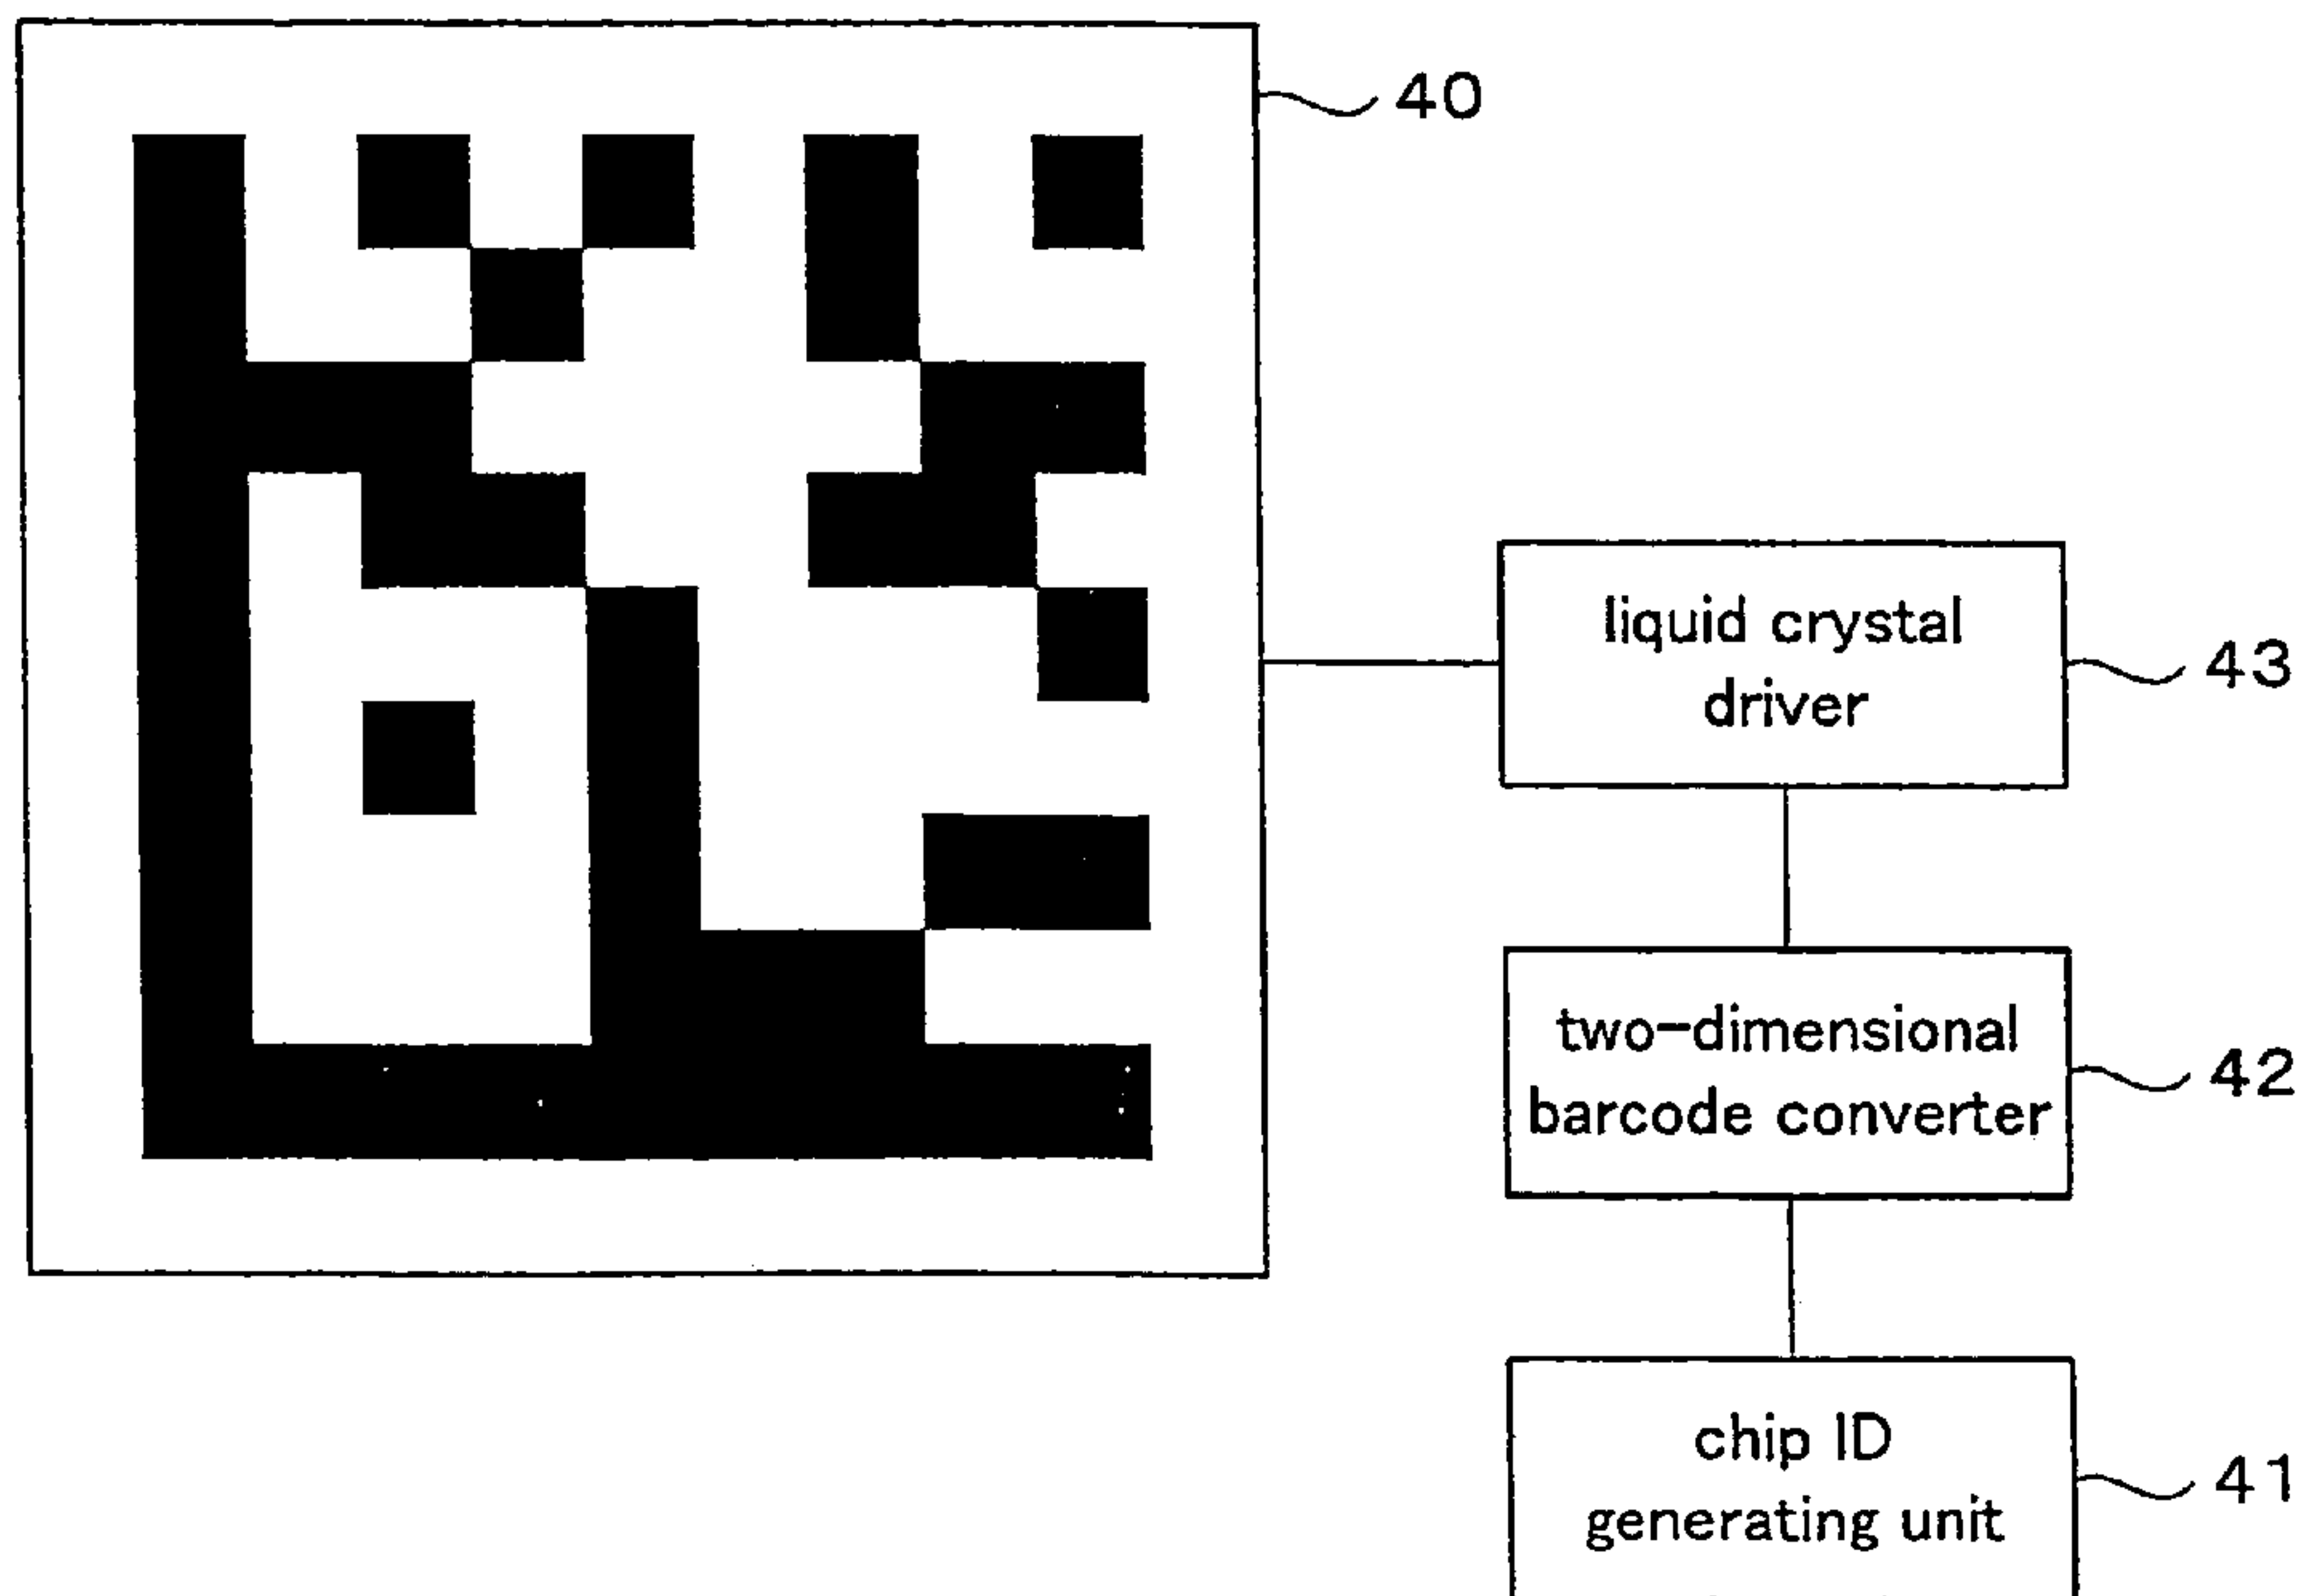 40
liquid crystal
driver
43
two-dimensional
barcode converter
42
chip ID
generating unit
41